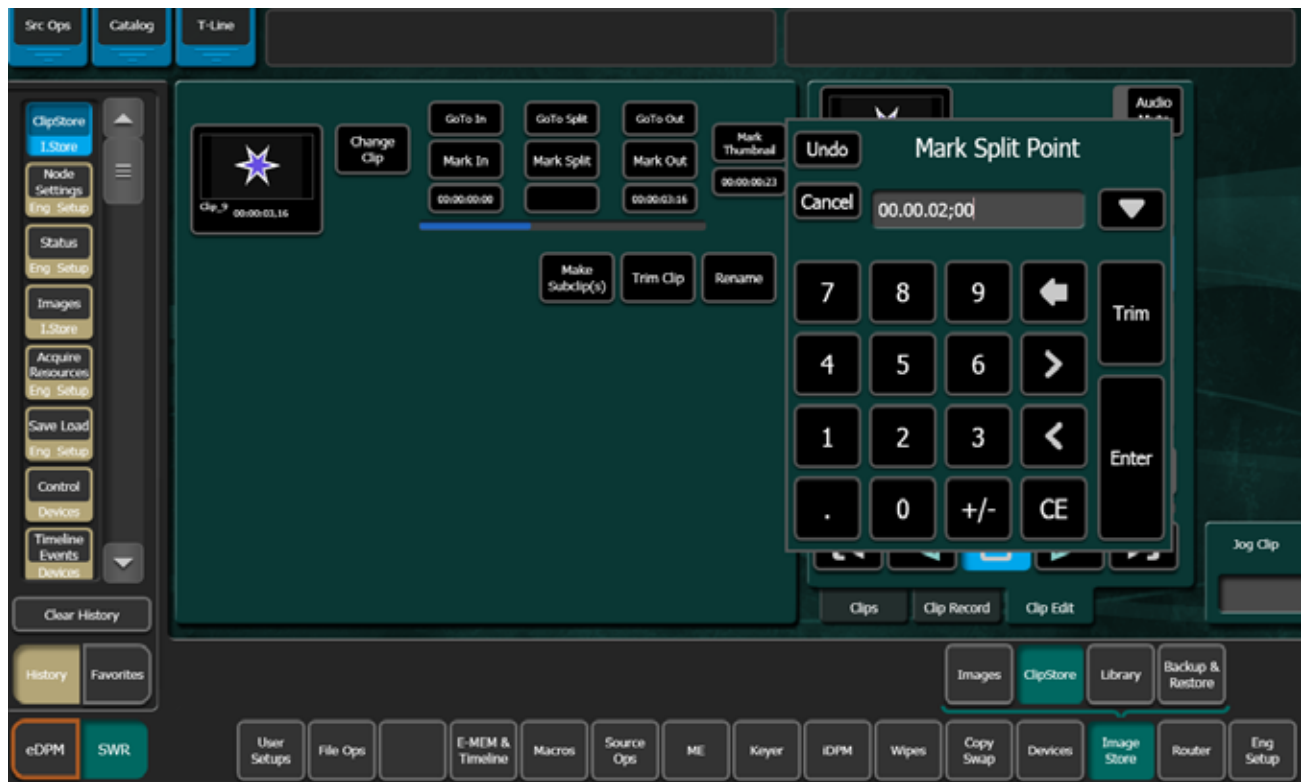 Src Ops
Catalog
T-Line
ClipStore
I.Store
Node
Settings
Eng Setup
Status
Eng Setup
Images
I.Store
Acquire
Resources
Eng Setup
Save Load
Eng Setup
Control
Devices
Timeline
Events
Devices
Clear History
History
Favorites
Clip_9 00:00:03.16
Change
Clip
GoTo In
GoTo Split
GoTo Out
Mark In
Mark Split
Mark Out
00:00:00:00
00:00:03:16
Mark
Thumbnail
00:00:00:23
Make
Subclip(s)
Trim Clip
Rename
Audio
Undo
Mark Split Point
Cancel
00.00.02;00
7
8
9
Trim
4
5
6
1
2
3
Enter
.
0
+/-
CE
Jog Clip
Clips
Clip Record
Clip Edit
Images
ClipStore
Library
Backup &
Restore
eDPM
SWR
User
Setups
File Ops
E-MEM &
Timeline
Macros
Source
Ops
ME
Keyer
iDPM
Wipes
Copy
Swap
Devices
Image
Store
Router
Eng
Setup